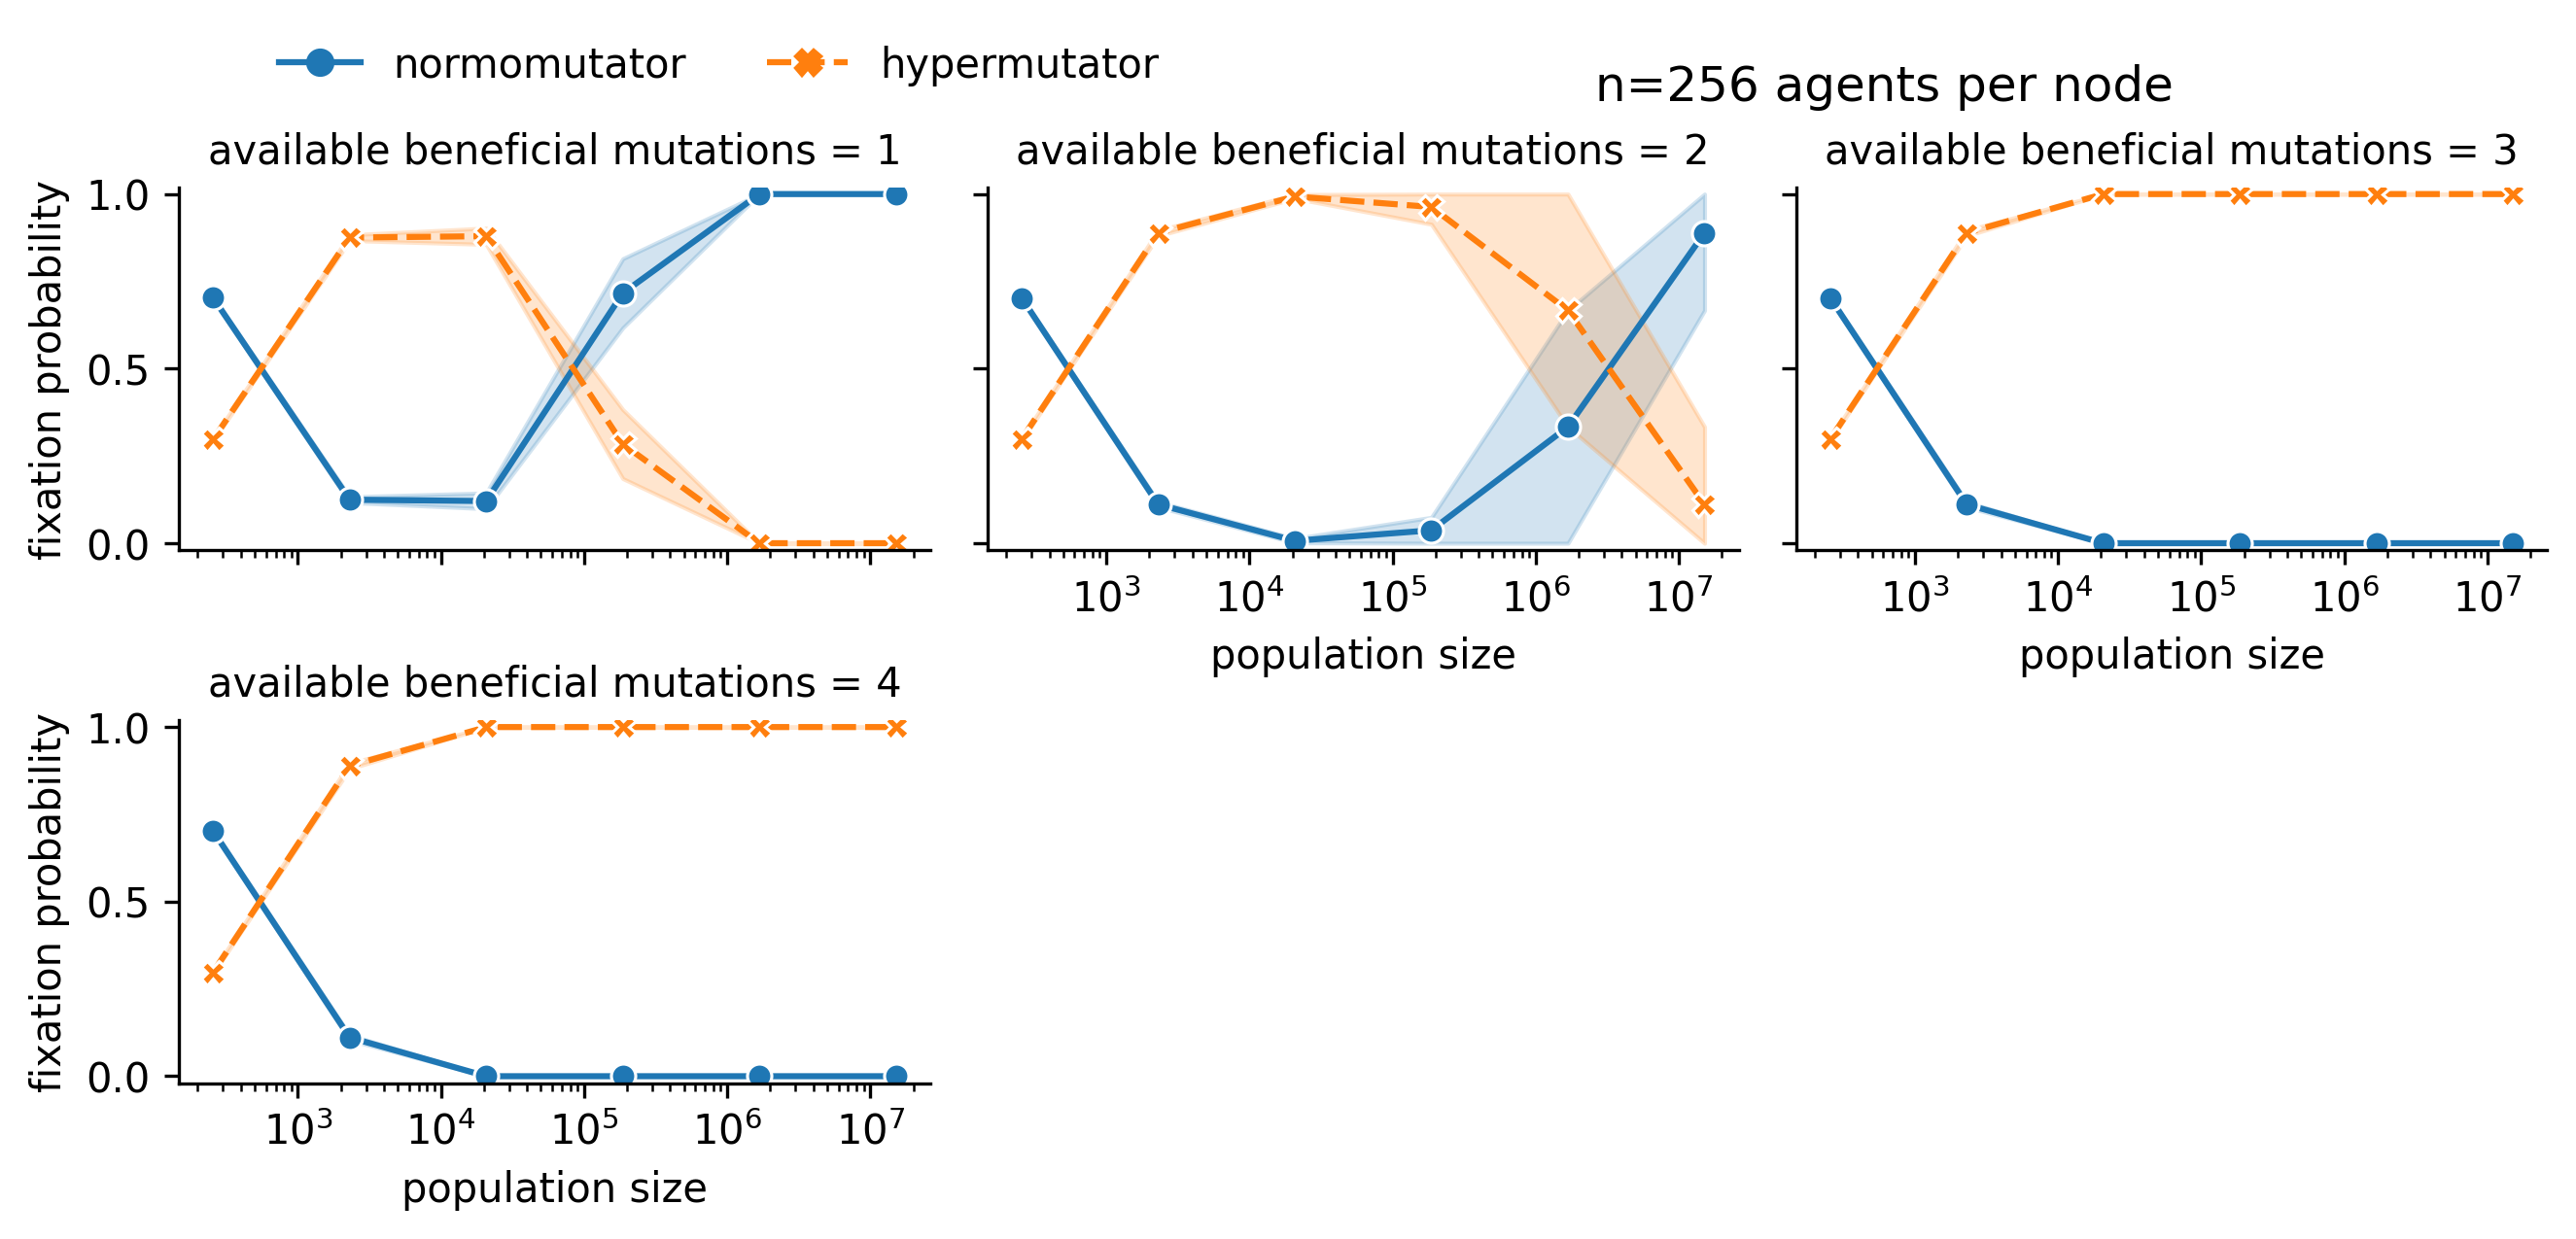 normomutator hypermutator
n=256 agents per node
available beneficial mutations = 1
available beneficial mutations = 2
available beneficial mutations = 3
fixation probability
1.0
0.5
0.0
10³ 10⁴ 10⁵ 10⁶ 10⁷
population size
10³ 10⁴ 10⁵ 10⁶ 10⁷
population size
available beneficial mutations = 4
fixation probability
1.0
0.5
0.0
10³ 10⁴ 10⁵ 10⁶ 10⁷
population size